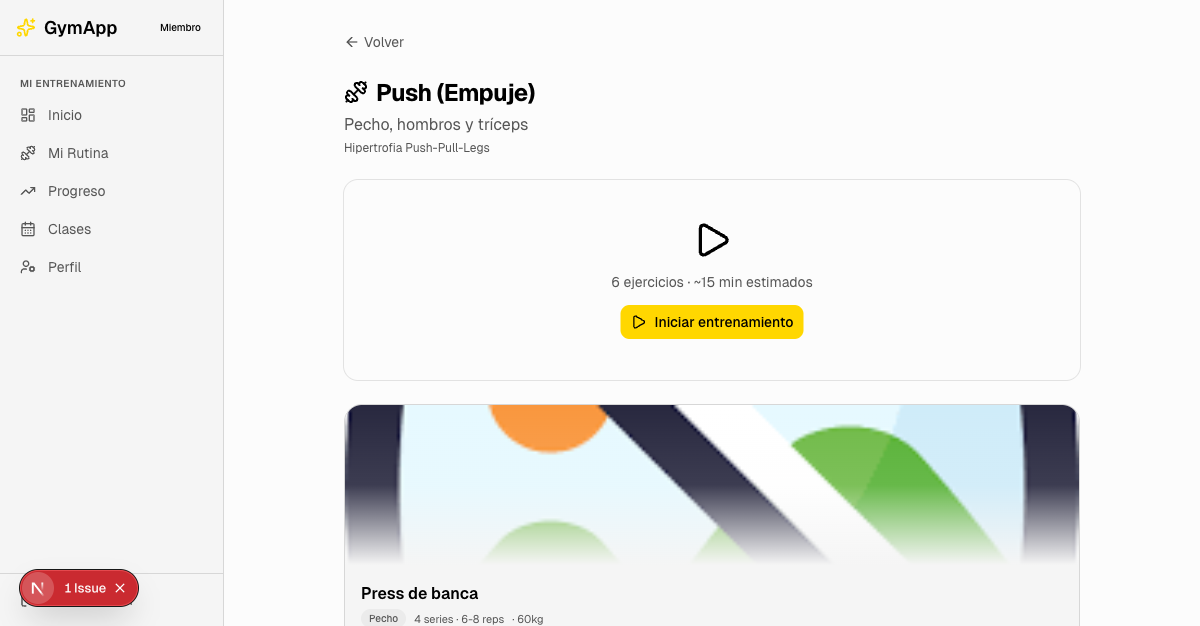 GymApp
Miembro
MI ENTRENAMIENTO
Inicio
Mi Rutina
Progreso
Clases
Perfil
N 1 Issue
Volver
Push (Empuje)
Pecho, hombros y tríceps
Hipertrofia Push-Pull-Legs
6 ejercicios · ~15 min estimados
Iniciar entrenamiento
Press de banca
Pecho 4 series · 6-8 reps · 60kg